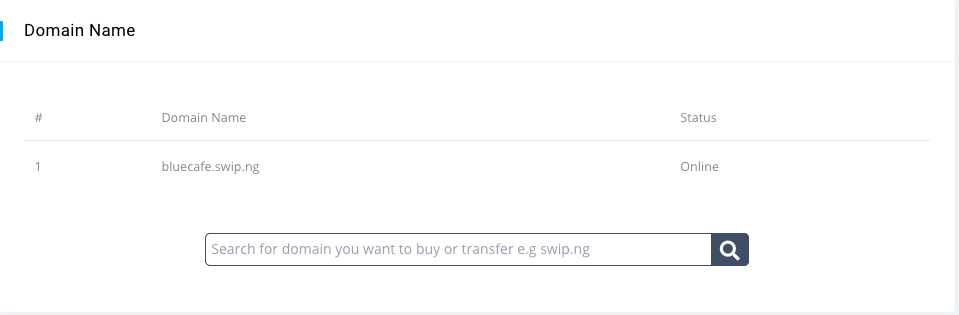 Domain Name
# Domain Name Status
1 bluecafe.swip.ng Online
Search for domain you want to buy or transfer e.g swip.ng